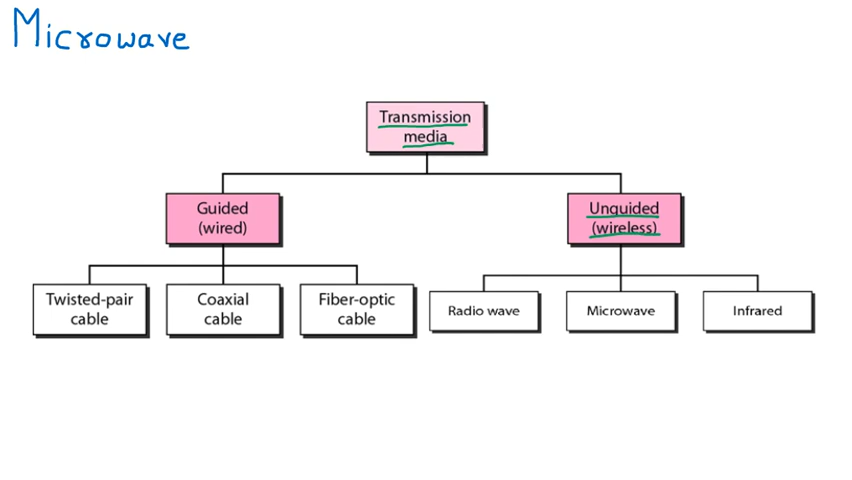 Microwave
Transmission
media
Guided
(wired)
Unguided
(wireless)
Twisted-pair
cable
Coaxial
cable
Fiber-optic
cable
Radio wave
Microwave
Infrared